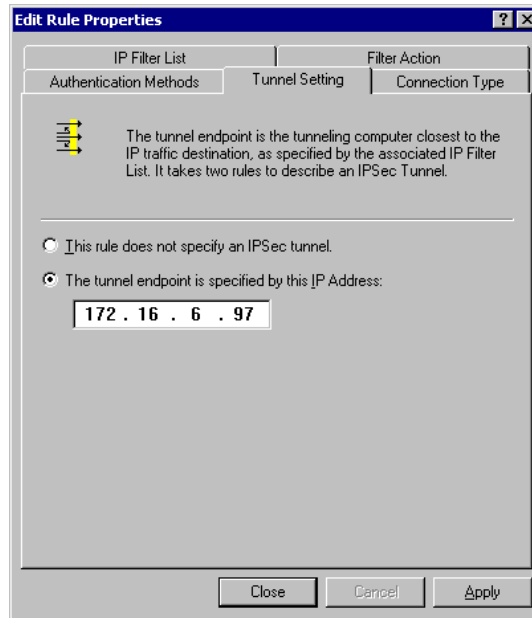 Edit Rule Properties
IP Filter List
Filter Action
Authentication Methods
Tunnel Setting
Connection Type
The tunnel endpoint is the tunneling computer closest to the
IP traffic destination, as specified by the associated IP Filter
List. It takes two rules to describe an IPSec Tunnel.
This rule does not specify an IPSec tunnel.
The tunnel endpoint is specified by this IP Address:
172 . 16 . 6 . 97
Close
Cancel
Apply